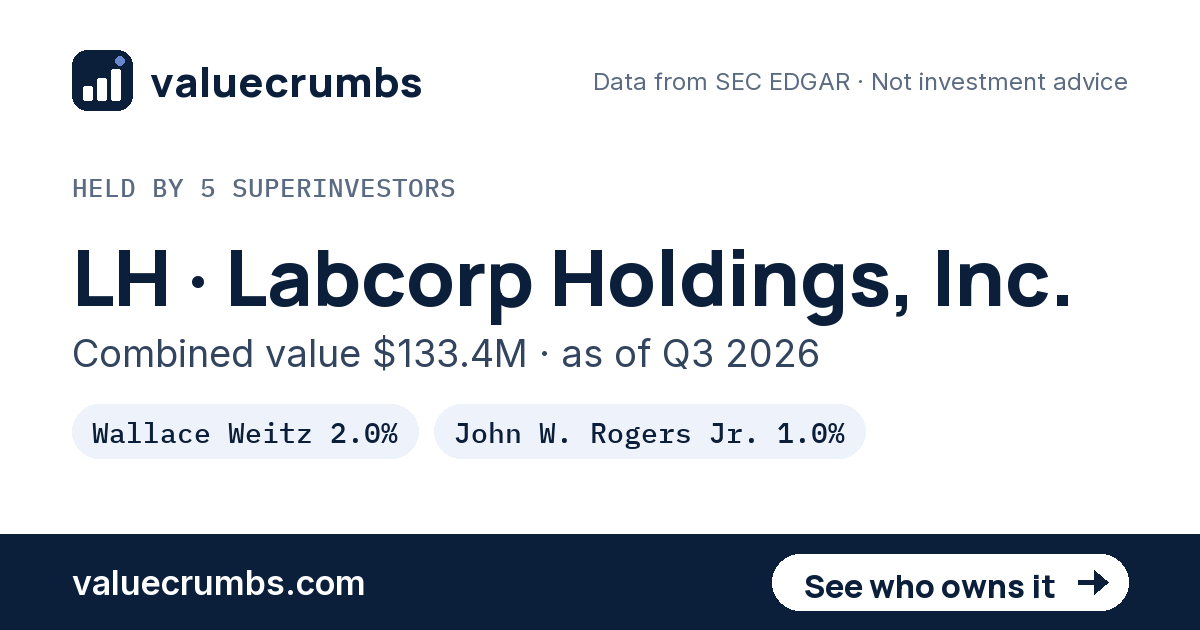 valuecrumbs
Data from SEC EDGAR · Not investment advice
HELD BY 5 SUPERINVESTORS
LH · Labcorp Holdings, Inc.
Combined value $133.4M · as of Q3 2026
Wallace Weitz 2.0%
John W. Rogers Jr. 1.0%
valuecrumbs.com
See who owns it →